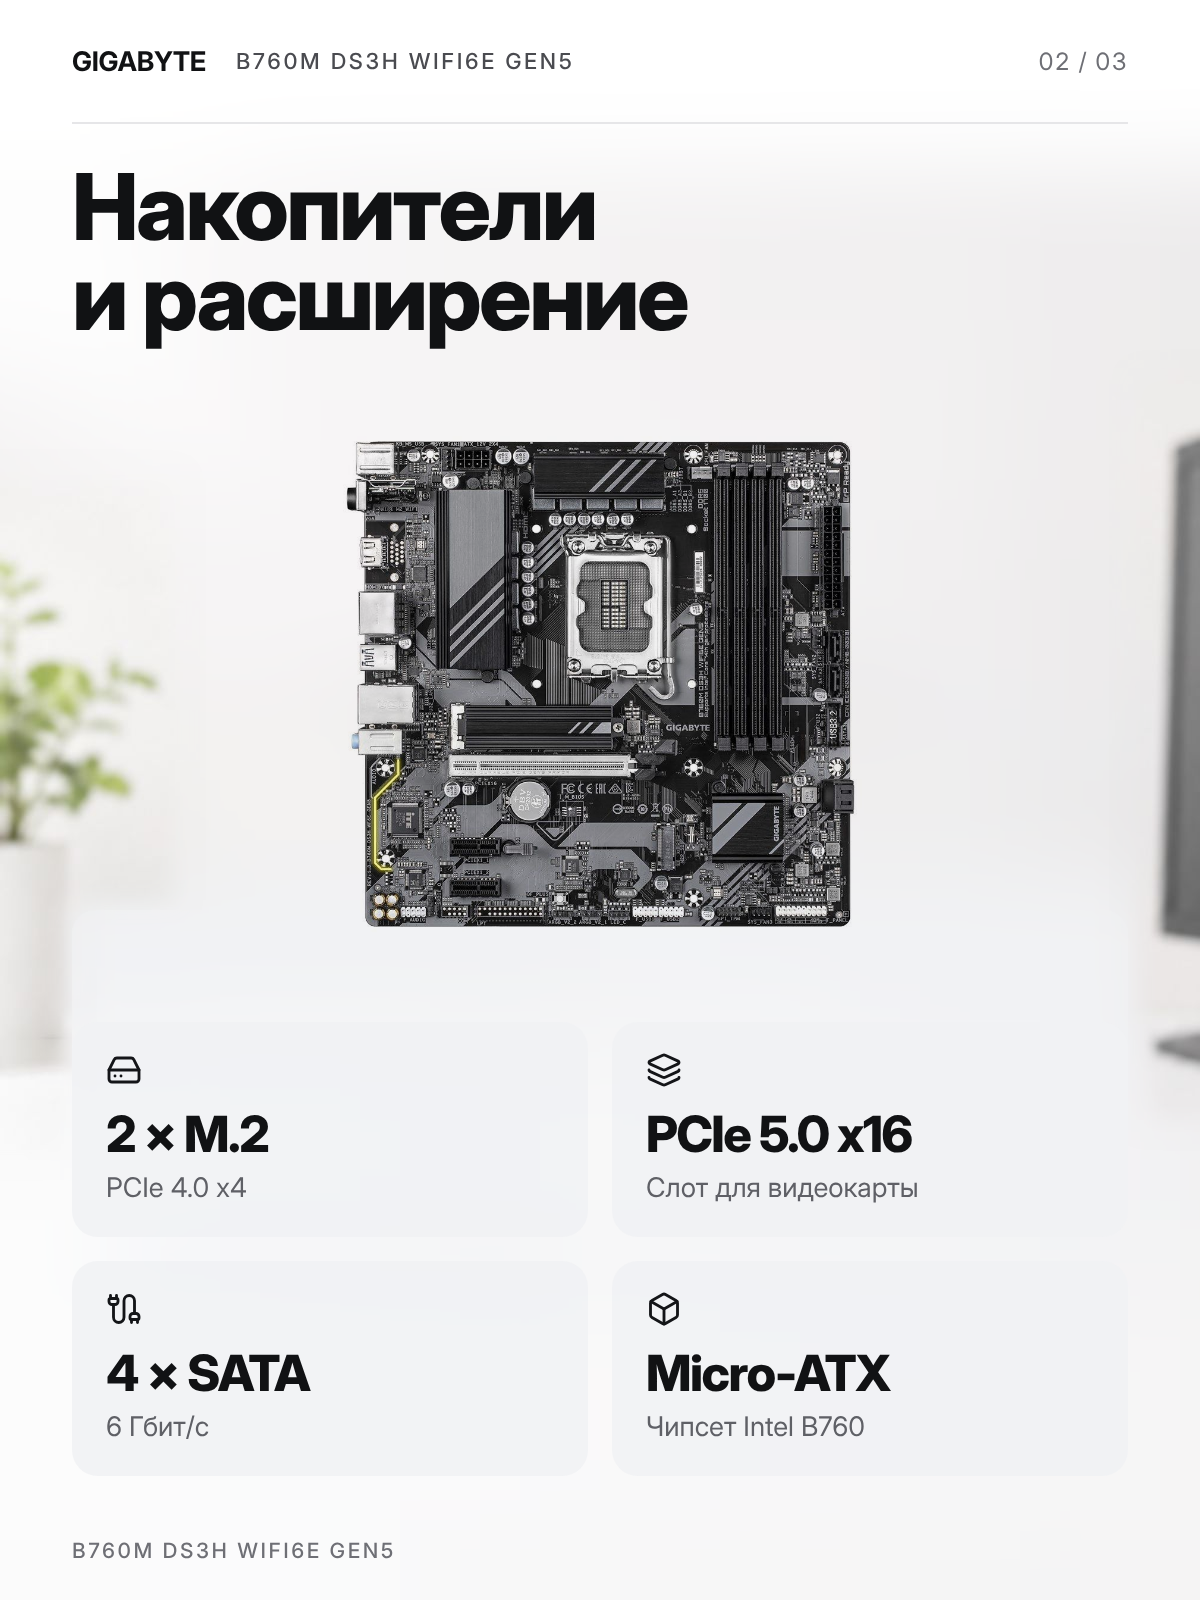 GIGABYTE B760M DS3H WIFI6E GEN5 02 / 03
Накопители
и расширение
GIGABYTE
GIGABYTE
2 × M.2
PCIe 4.0 x4
PCIe 5.0 x16
Слот для видеокарты
4 × SATA
6 Гбит/с
Micro-ATX
Чипсет Intel B760
B760M DS3H WIFI6E GEN5